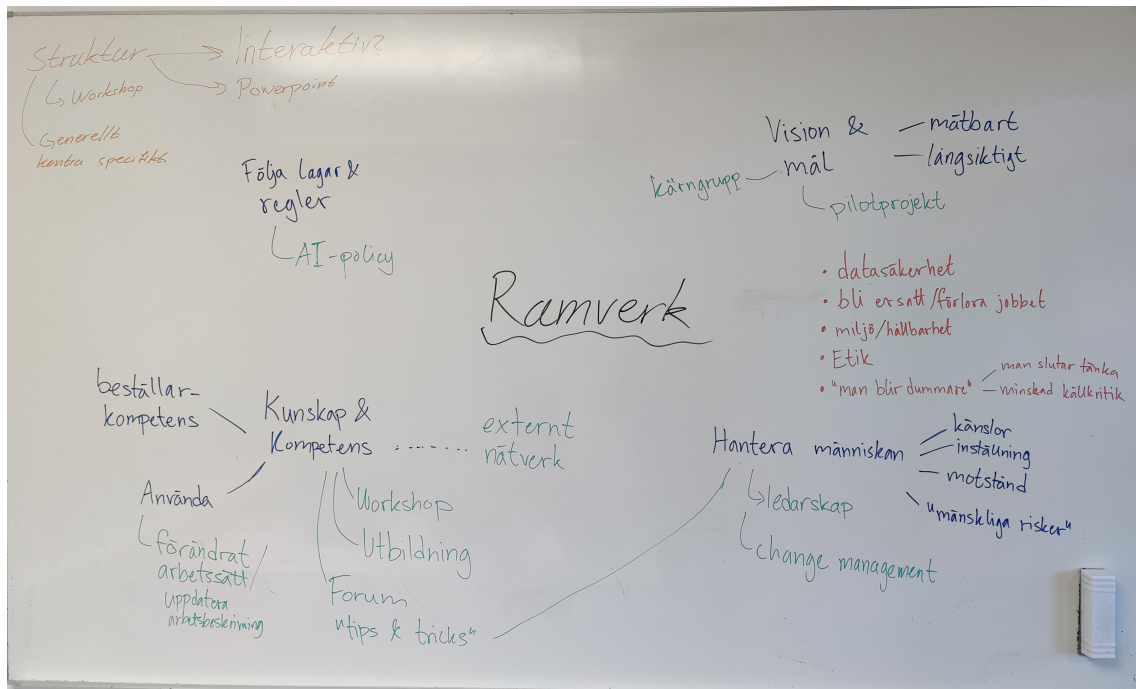 Struktur
Interaktiv?
Workshop
Powerpoint
Generellt
kontra specifikt
Följa lagar &
regler
AI-policy
Vision &
mål
mätbart
långsiktigt
kärngrupp
pilotprojekt
Ramverk
• datasäkerhet
• bli ersatt/förlora jobbet
• miljö/hållbarhet
• Etik
• "man blir dummare"
man slutar tänka
minskad källkritik
beställar-
kompetens
Kunskap &
Kompetens
externt
nätverk
Använda
förändrat
arbetssätt/
uppdatera
arbetsbeskrivning
Workshop
Utbildning
Forum
"tips & tricks"
Hantera människan
känslor
inställning
motstånd
"mänskliga risker"
ledarskap
change management